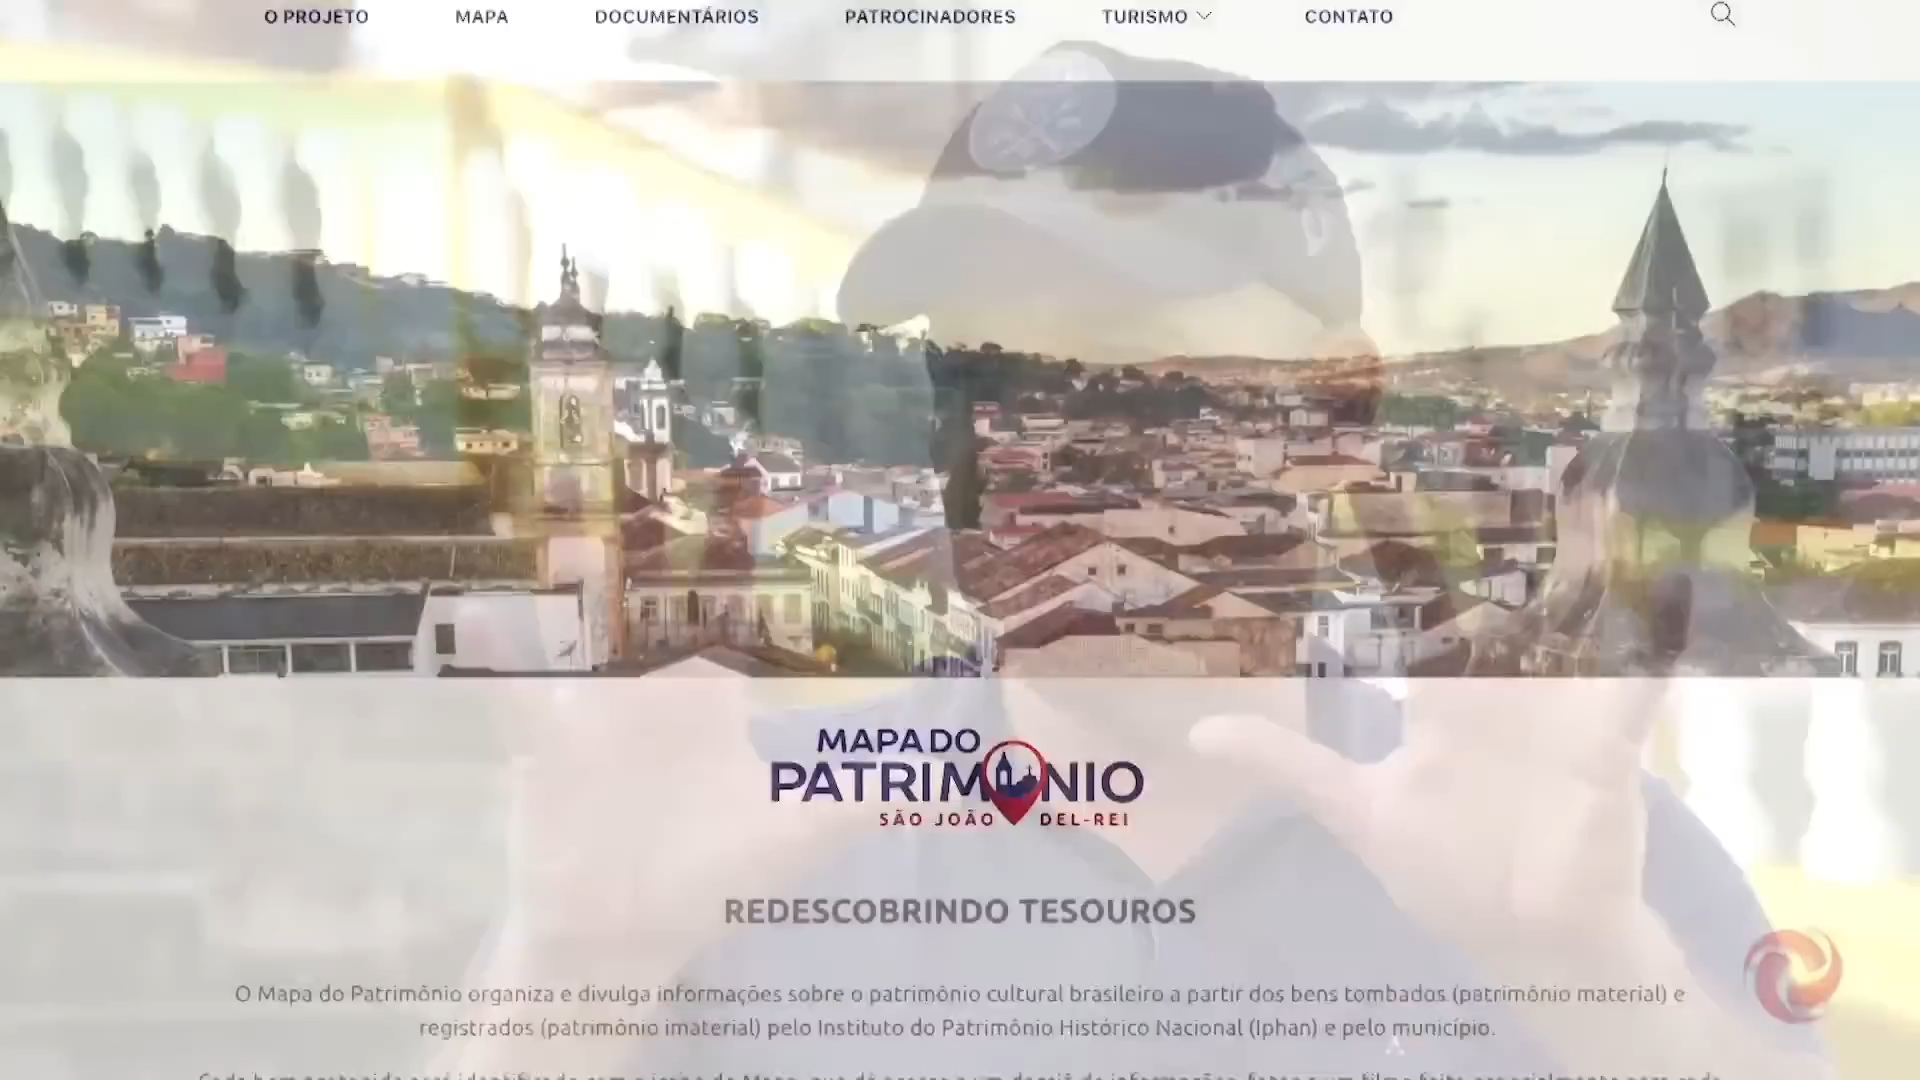 O PROJETO
MAPA
DOCUMENTÁRIOS
PATROCINADORES
TURISMO
CONTATO
MAPA DO
PATRIMONIO
SÃO JOÃO DEL-REI
REDESCOBRINDO TESOUROS
O Mapa do Patrimônio organiza e divulga informações sobre o patrimônio cultural brasileiro a partir dos bens tombados (patrimônio material) e
registrados (patrimônio imaterial) pelo Instituto do Patrimônio Histórico Nacional (Iphan) e pelo município.